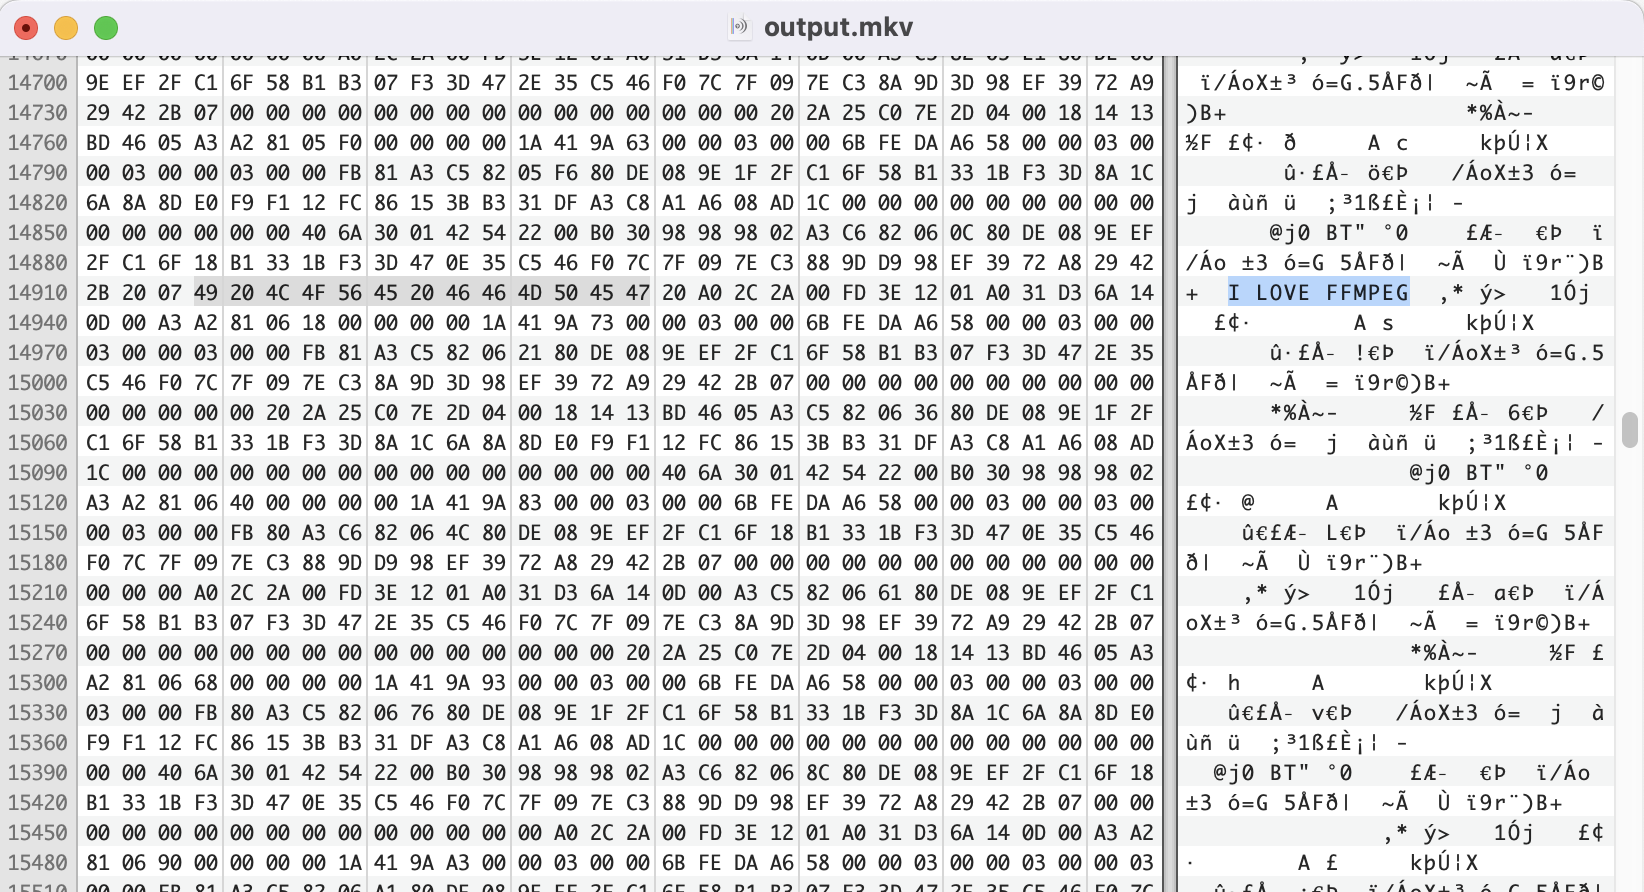 output.mkv
14700 9E EF 2F C1 6F 58 B1 B3 07 F3 3D 47 2E 35 C5 46 F0 7C 7F 09 7E C3 8A 9D 3D 98 EF 39 72 A9 ï/ÁoX±³ ó=G.5ÅFð| ~Ã = ï9r©
14730 29 42 2B 07 00 00 00 00 00 00 00 00 00 00 00 00 00 00 00 20 2A 25 C0 7E 2D 04 00 18 14 13 )B+ *%À~-
14760 BD 46 05 A3 A2 81 05 F0 00 00 00 00 1A 41 9A 63 00 00 03 00 00 6B FE DA A6 58 00 00 03 00 ½F £¢· ð A c kþÚ¦X
14790 00 03 00 00 03 00 00 FB 81 A3 C5 82 05 F6 80 DE 08 9E 1F 2F C1 6F 58 B1 33 1B F3 3D 8A 1C û·£Å- ö€Þ /ÁoX±3 ó=
14820 6A 8A 8D E0 F9 F1 12 FC 86 15 3B B3 31 DF A3 C8 A1 A6 08 AD 1C 00 00 00 00 00 00 00 00 00 j àùñ ü ;³1ß£È¡¦ -
14850 00 00 00 00 00 00 40 6A 30 01 42 54 22 00 B0 30 98 98 98 02 A3 C6 82 06 0C 80 DE 08 9E EF @j0 BT" °0 £Æ- €Þ ï
14880 2F C1 6F 18 B1 33 1B F3 3D 47 0E 35 C5 46 F0 7C 7F 09 7E C3 88 9D D9 98 EF 39 72 A8 29 42 /Áo ±3 ó=G 5ÅFð| ~Ã Ù ï9r¨)B
14910 2B 20 07 49 20 4C 4F 56 45 20 46 46 4D 50 45 47 20 A0 2C 2A 00 FD 3E 12 01 A0 31 D3 6A 14 + I LOVE FFMPEG ,* ý> 1Ój
14940 0D 00 A3 A2 81 06 18 00 00 00 00 1A 41 9A 73 00 00 03 00 00 6B FE DA A6 58 00 00 03 00 00 £¢· A s kþÚ¦X
14970 03 00 00 03 00 00 FB 81 A3 C5 82 06 21 80 DE 08 9E EF 2F C1 6F 58 B1 B3 07 F3 3D 47 2E 35 û·£Å- !€Þ ï/ÁoX±³ ó=G.5
15000 C5 46 F0 7C 7F 09 7E C3 8A 9D 3D 98 EF 39 72 A9 29 42 2B 07 00 00 00 00 00 00 00 00 00 00 ÅFð| ~Ã = ï9r©)B+
15030 00 00 00 00 00 20 2A 25 C0 7E 2D 04 00 18 14 13 BD 46 05 A3 C5 82 06 36 80 DE 08 9E 1F 2F *%À~- ½F £Å- 6€Þ /
15060 C1 6F 58 B1 33 1B F3 3D 8A 1C 6A 8A 8D E0 F9 F1 12 FC 86 15 3B B3 31 DF A3 C8 A1 A6 08 AD ÁoX±3 ó= j àùñ ü ;³1ß£È¡¦ -
15090 1C 00 00 00 00 00 00 00 00 00 00 00 00 00 00 00 40 6A 30 01 42 54 22 00 B0 30 98 98 98 02 @j0 BT" °0
15120 A3 A2 81 06 40 00 00 00 00 1A 41 9A 83 00 00 03 00 00 6B FE DA A6 58 00 00 03 00 00 03 00 £¢· @ A kþÚ¦X
15150 00 03 00 00 FB 80 A3 C6 82 06 4C 80 DE 08 9E EF 2F C1 6F 18 B1 33 1B F3 3D 47 0E 35 C5 46 û€£Æ- L€Þ ï/Áo ±3 ó=G 5ÅF
15180 F0 7C 7F 09 7E C3 88 9D D9 98 EF 39 72 A8 29 42 2B 07 00 00 00 00 00 00 00 00 00 00 00 00 ð| ~Ã Ù ï9r¨)B+
15210 00 00 00 A0 2C 2A 00 FD 3E 12 01 A0 31 D3 6A 14 0D 00 A3 C5 82 06 61 80 DE 08 9E EF 2F C1 ,* ý> 1Ój £Å- a€Þ ï/Á
15240 6F 58 B1 B3 07 F3 3D 47 2E 35 C5 46 F0 7C 7F 09 7E C3 8A 9D 3D 98 EF 39 72 A9 29 42 2B 07 oX±³ ó=G.5ÅFð| ~Ã = ï9r©)B+
15270 00 00 00 00 00 00 00 00 00 00 00 00 00 00 00 20 2A 25 C0 7E 2D 04 00 18 14 13 BD 46 05 A3 *%À~- ½F £
15300 A2 81 06 68 00 00 00 00 1A 41 9A 93 00 00 03 00 00 6B FE DA A6 58 00 00 03 00 00 03 00 00 ¢· h A kþÚ¦X
15330 03 00 00 FB 80 A3 C5 82 06 76 80 DE 08 9E 1F 2F C1 6F 58 B1 33 1B F3 3D 8A 1C 6A 8A 8D E0 û€£Å- v€Þ /ÁoX±3 ó= j à
15360 F9 F1 12 FC 86 15 3B B3 31 DF A3 C8 A1 A6 08 AD 1C 00 00 00 00 00 00 00 00 00 00 00 00 00 ùñ ü ;³1ß£È¡¦ -
15390 00 00 40 6A 30 01 42 54 22 00 B0 30 98 98 98 02 A3 C6 82 06 8C 80 DE 08 9E EF 2F C1 6F 18 @j0 BT" °0 £Æ- €Þ ï/Áo
15420 B1 33 1B F3 3D 47 0E 35 C5 46 F0 7C 7F 09 7E C3 88 9D D9 98 EF 39 72 A8 29 42 2B 07 00 00 ±3 ó=G 5ÅFð| ~Ã Ù ï9r¨)B+
15450 00 00 00 00 00 00 00 00 00 00 00 00 00 A0 2C 2A 00 FD 3E 12 01 A0 31 D3 6A 14 0D 00 A3 A2 ,* ý> 1Ój £¢
15480 81 06 90 00 00 00 00 1A 41 9A A3 00 00 03 00 00 6B FE DA A6 58 00 00 03 00 00 03 00 00 03 · A £ kþÚ¦X